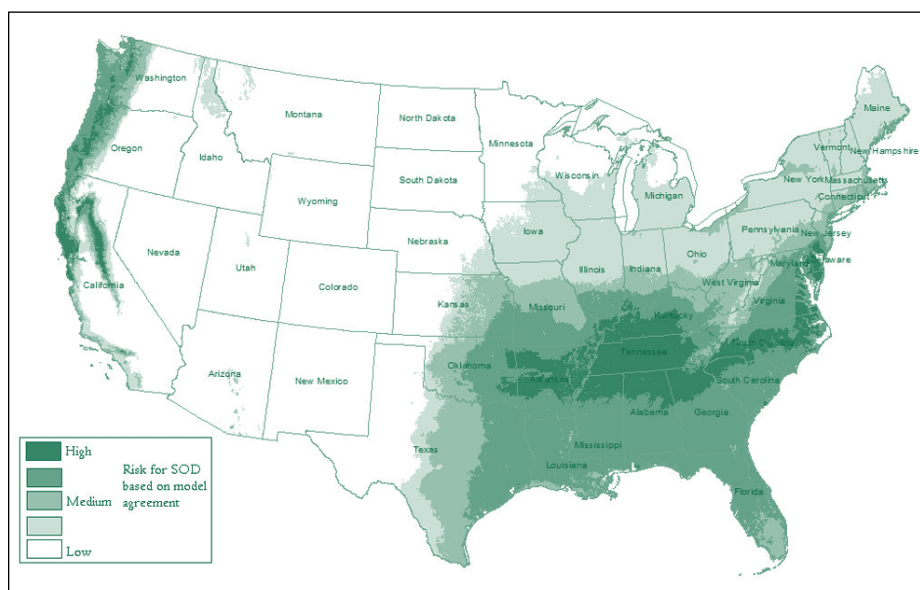 Washington
Montana
North Dakota
Minnesota
Maine
Oregon
Idaho
Vermont
New Hampshire
South Dakota
Wisconsin
Michigan
New York
Massachusetts
Wyoming
Connecticut
Iowa
Nebraska
Pennsylvania
New Jersey
Nevada
Utah
Illinois
Indiana
Ohio
Maryland
Delaware
Colorado
California
West Virginia
Kansas
Missouri
Virginia
Kentucky
North Carolina
Tennessee
Oklahoma
Arizona
New Mexico
Arkansas
South Carolina
Alabama
Georgia
Mississippi
Texas
Louisiana
Florida
High
Risk for SOD
based on model
Medium
agreement
Low